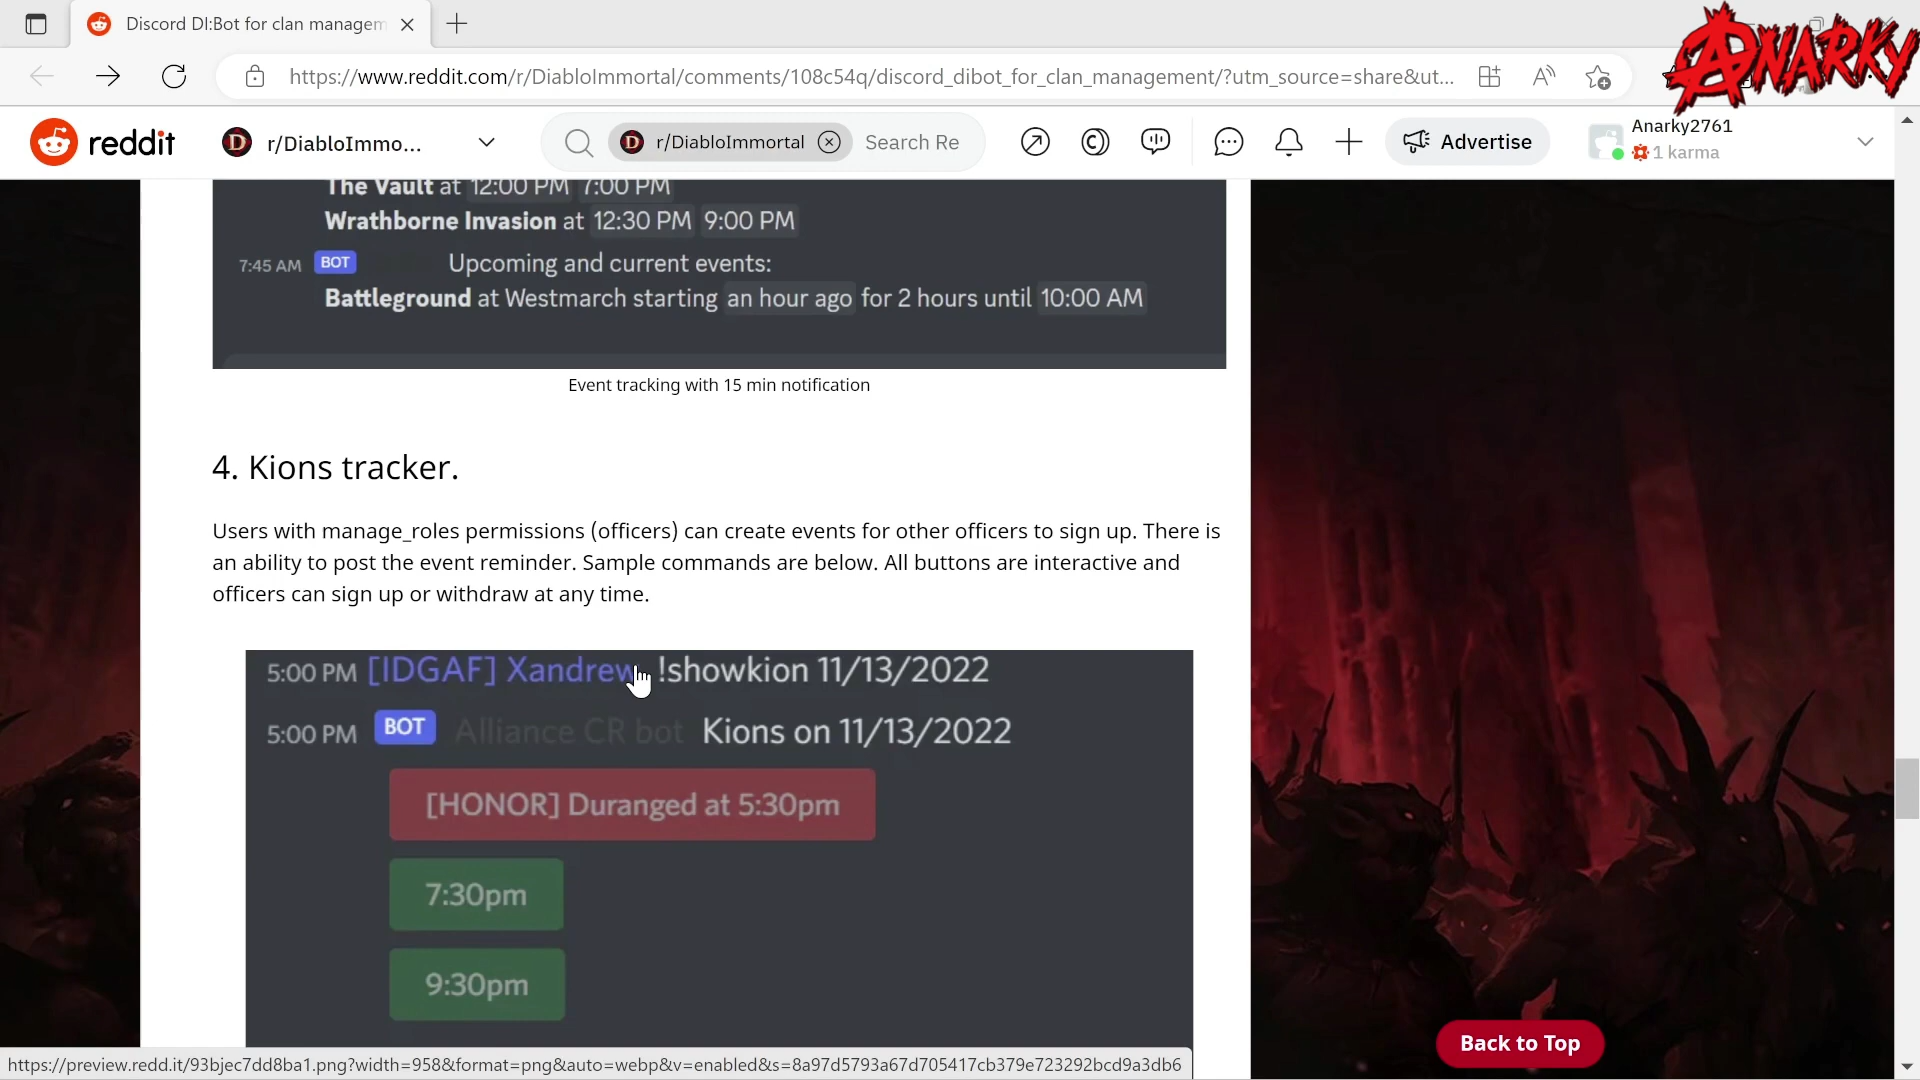 Discord DI:Bot for clan managem
ANARKY
https://www.reddit.com/r/DiabloImmortal/comments/108c54q/discord_dibot_for_clan_management/?utm_source=share&ut...
reddit
r/DiabloImmo...
r/DiabloImmortal
Search Re
Advertise
Anarky2761
1 karma
The Vault at 12:00 PM 7:00 PM
Wrathborne Invasion at 12:30 PM 9:00 PM
7:45 AM BOT Upcoming and current events:
Battleground at Westmarch starting an hour ago for 2 hours until 10:00 AM
Event tracking with 15 min notification
4. Kions tracker.
Users with manage_roles permissions (officers) can create events for other officers to sign up. There is
an ability to post the event reminder. Sample commands are below. All buttons are interactive and
officers can sign up or withdraw at any time.
5:00 PM [IDGAF] Xandrew !showkion 11/13/2022
5:00 PM BOT Alliance CR bot Kions on 11/13/2022
[HONOR] Duranged at 5:30pm
7:30pm
9:30pm
Back to Top
https://preview.redd.it/93bjec7dd8ba1.png?width=958&format=png&auto=webp&v=enabled&s=8a97d5793a67d705417cb379e723292bcd9a3db6